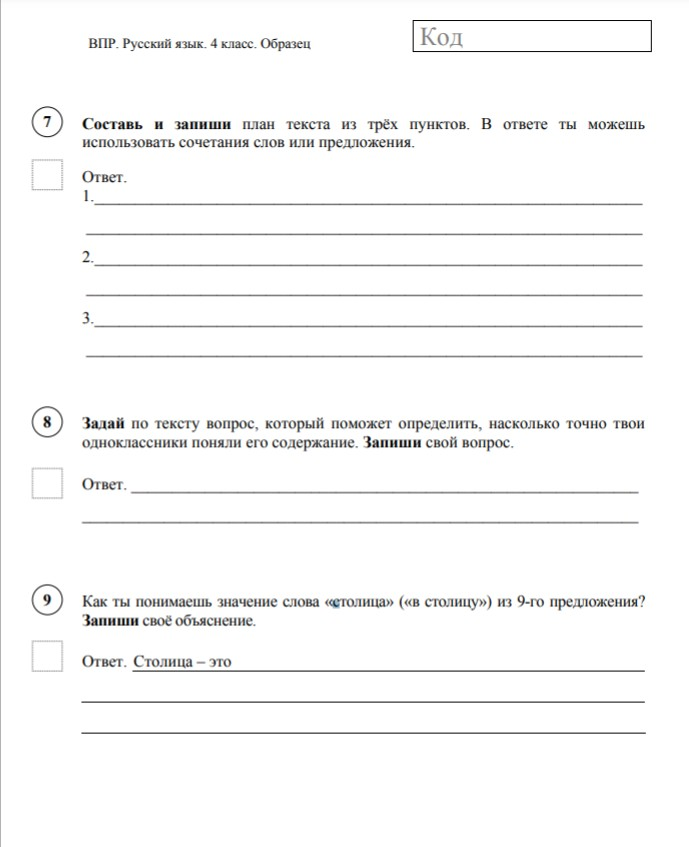 ВПР. Русский язык. 4 класс. Образец
Код
7 Составь и запиши план текста из трёх пунктов. В ответе ты можешь
использовать сочетания слов или предложения.
Ответ.
1.
2.
3.
8 Задай по тексту вопрос, который поможет определить, насколько точно твои
одноклассники поняли его содержание. Запиши свой вопрос.
Ответ.
9 Как ты понимаешь значение слова «столица» («в столицу») из 9-го предложения?
Запиши своё объяснение.
Ответ. Столица – это